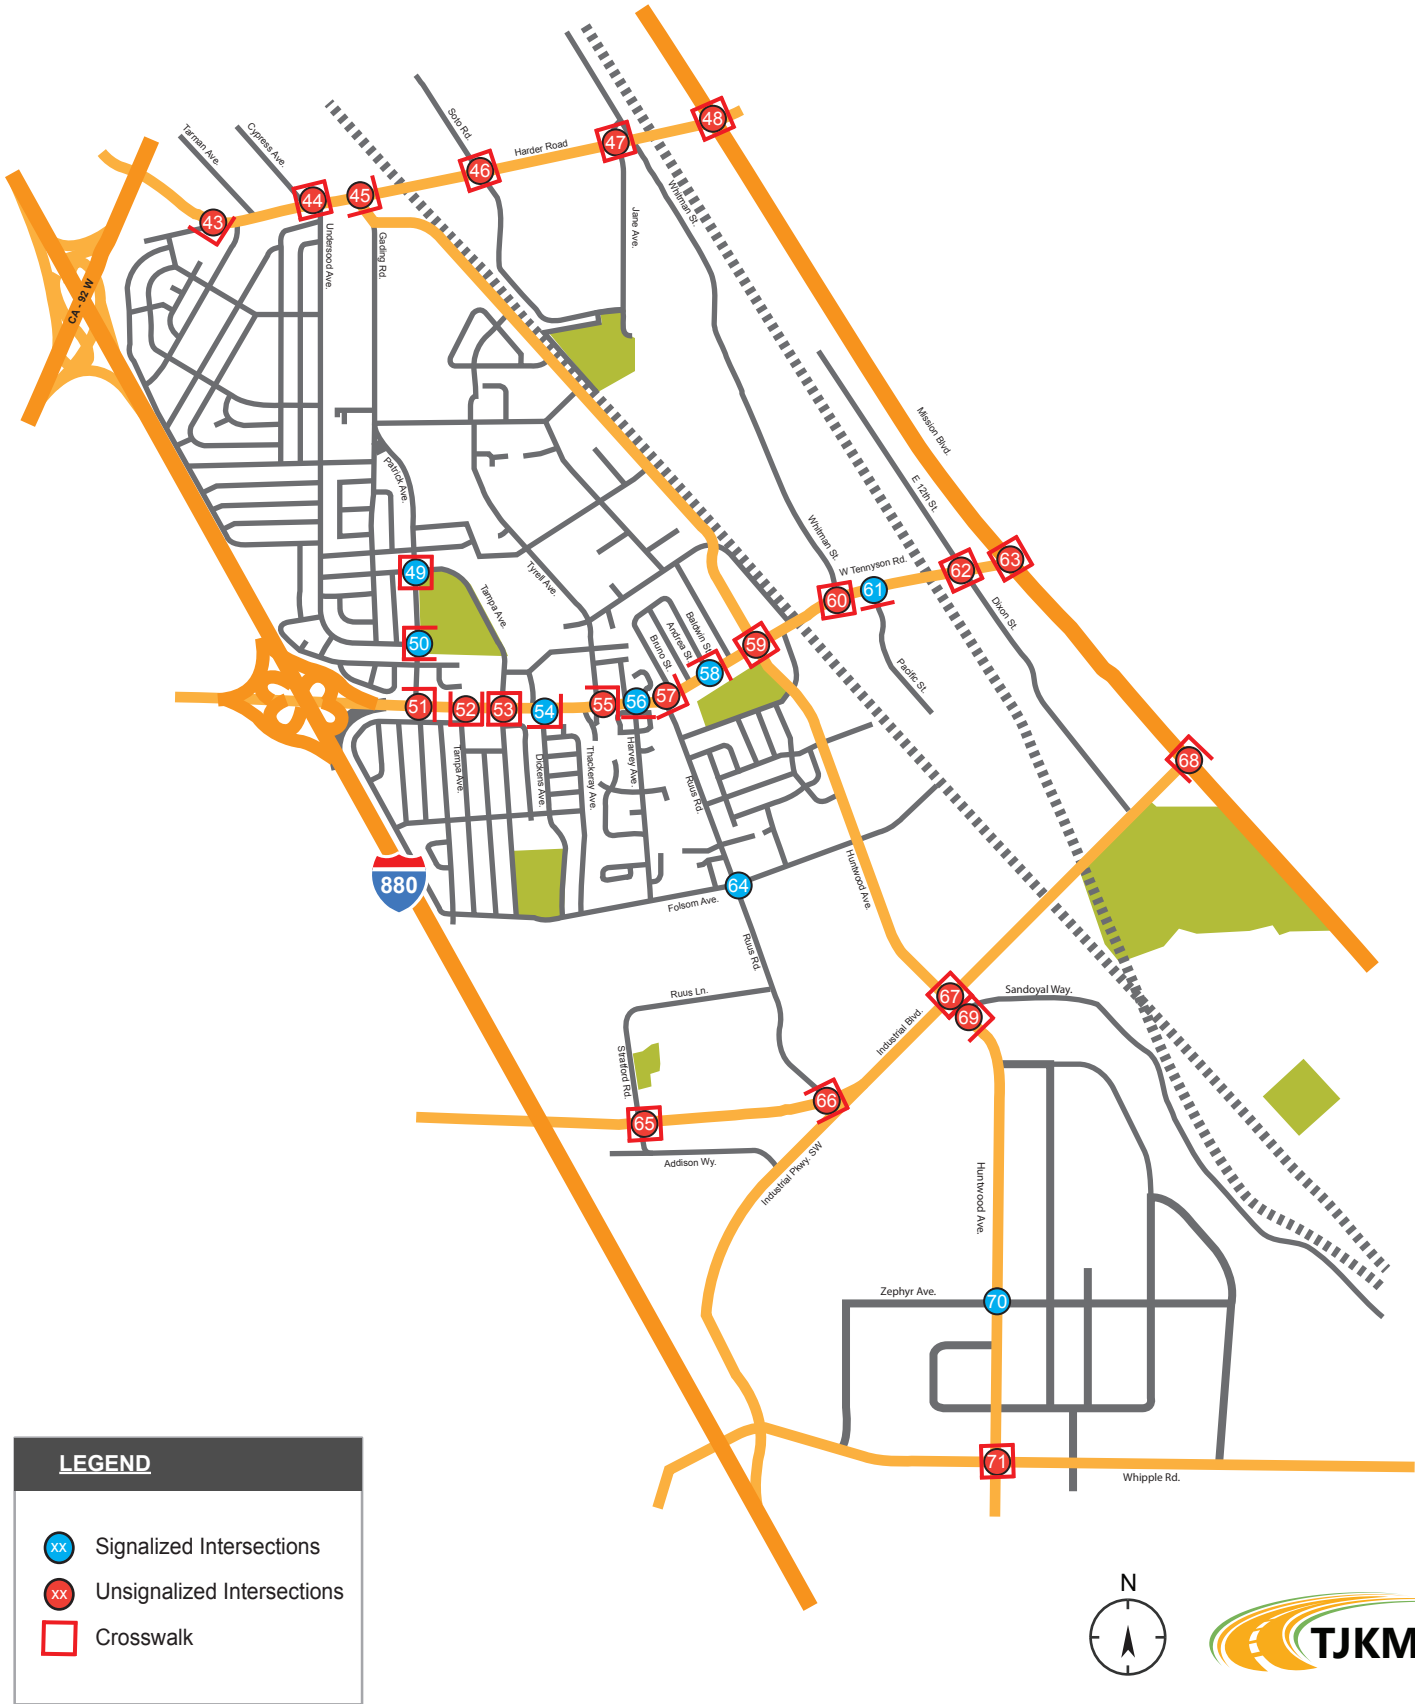 48
47
Soto Rd.
46
Harder Road
Cypress Ave.
Tarman Ave.
44
45
43
Whitman St.
Jane Ave.
Undersood Ave.
Gading Rd.
CA - 92 W
Mission Blvd.
E 12th St.
Patrick Ave.
Whitman St.
W Tennyson Rd.
63
62
61
60
49
Tyrell Ave.
Tampa Ave.
Dixon St.
50
Baldwin St.
Andrea St.
Bruno St.
59
58
Pacific St.
51
52
53
54
55
56
57
68
Tampa Ave.
Dickens Ave.
Thackeray Ave.
Harvey Ave.
Ruus Rd.
880
64
Huntwood Ave.
Folsom Ave.
Ruus Rd.
Ruus Ln.
67
Sandoyal Way.
69
Industrial Blvd.
Stratford Rd.
66
65
Addison Wy.
Industrial Pkwy. SW
Huntwood Ave.
Zephyr Ave.
70
71
Whipple Rd.
LEGEND
xx Signalized Intersections
xx Unsignalized Intersections
Crosswalk
N
TJKM